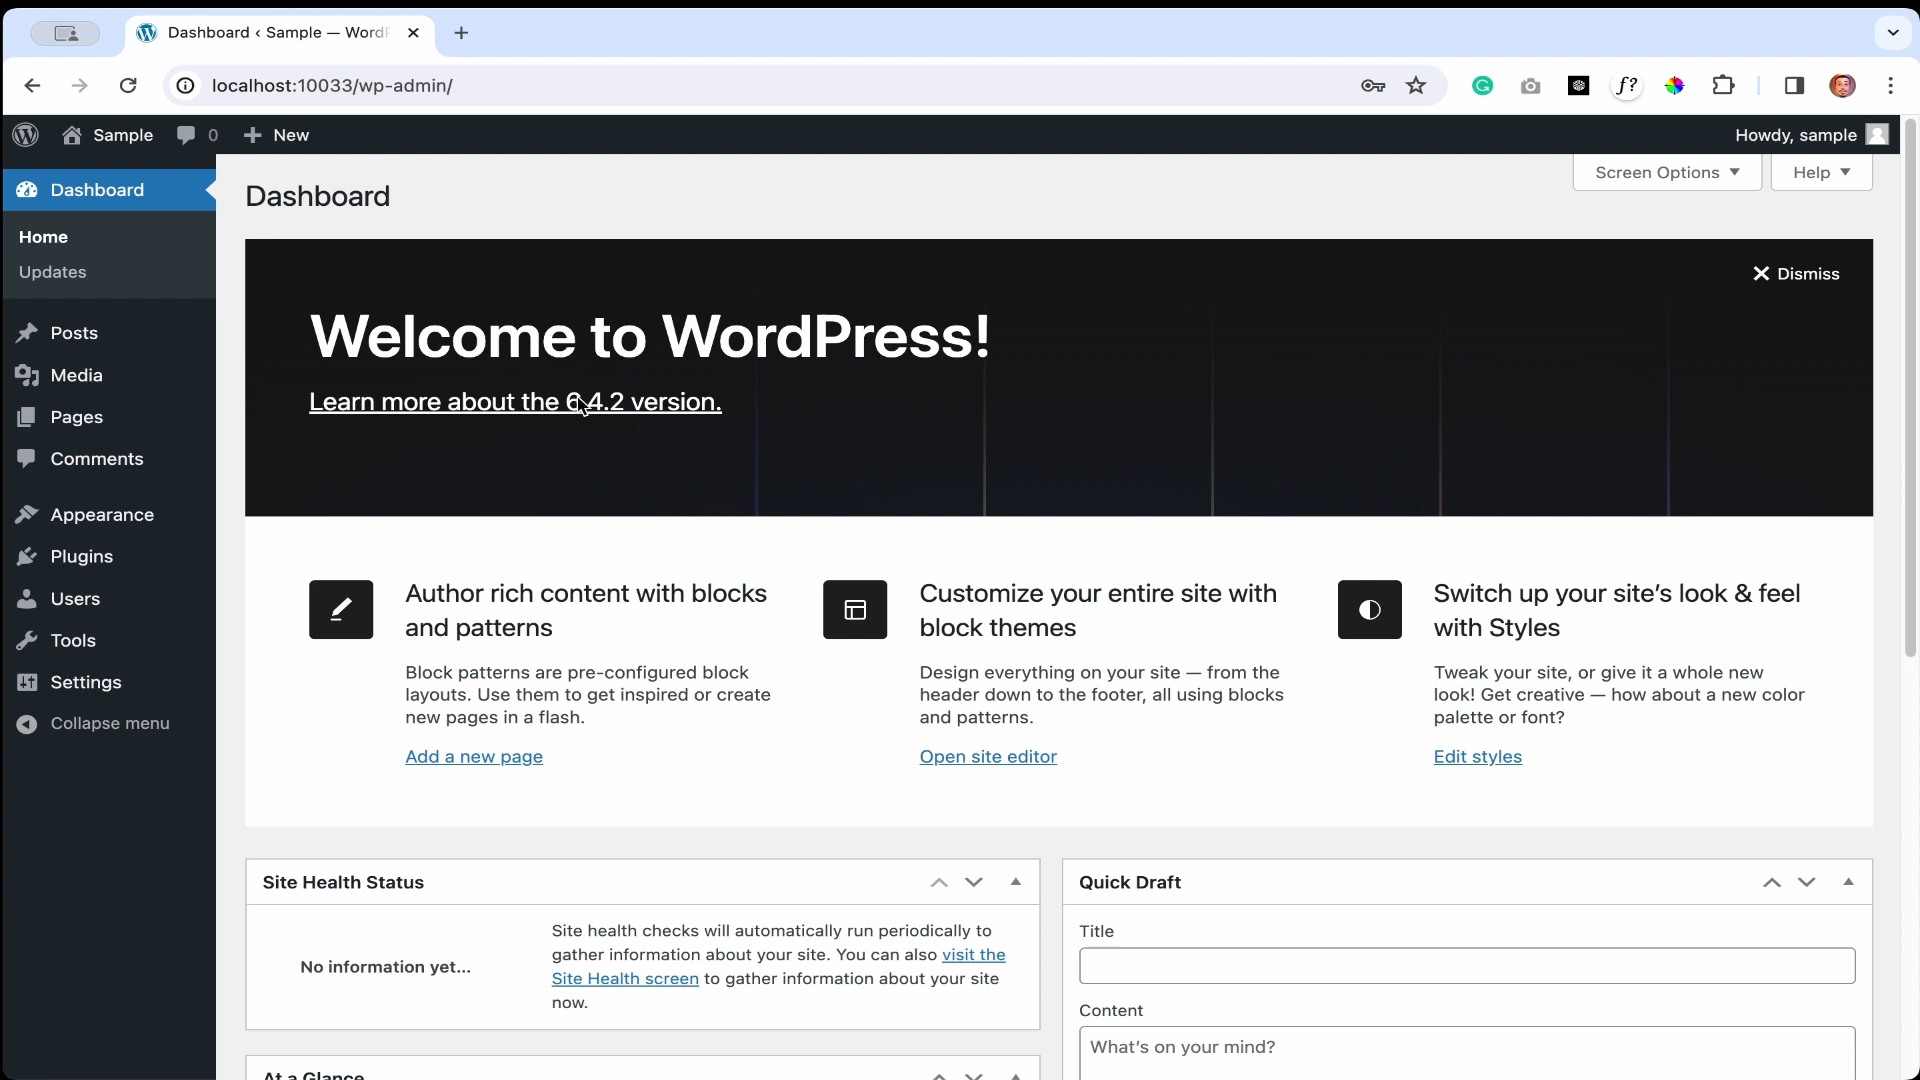 Dashboard ‹ Sample — WordP
localhost:10033/wp-admin/
f?
Sample 0 New
Howdy, sample
Dashboard
Home
Updates
Posts
Media
Pages
Comments
Appearance
Plugins
Users
Tools
Settings
Collapse menu
Screen Options
Help
Dashboard
Dismiss
Welcome to WordPress!
Learn more about the 6.4.2 version.
Author rich content with blocks
and patterns
Block patterns are pre-configured block
layouts. Use them to get inspired or create
new pages in a flash.
Add a new page
Customize your entire site with
block themes
Design everything on your site — from the
header down to the footer, all using blocks
and patterns.
Open site editor
Switch up your site’s look & feel
with Styles
Tweak your site, or give it a whole new
look! Get creative — how about a new color
palette or font?
Edit styles
Site Health Status
No information yet...
Site health checks will automatically run periodically to
gather information about your site. You can also visit the
Site Health screen to gather information about your site
now.
At a Glance
Quick Draft
Title
Content
What’s on your mind?